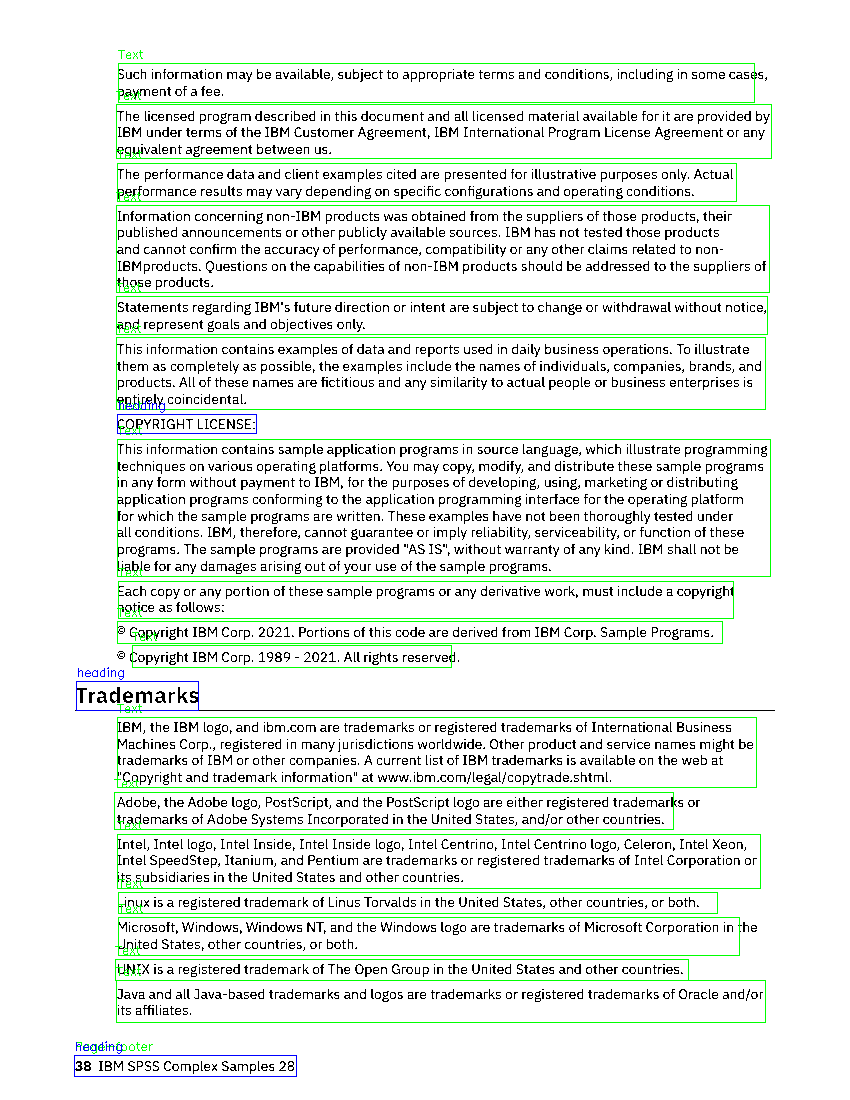 Text
Such information may be available, subject to appropriate terms and conditions, including in some cases,
payment of a fee.
Text
The licensed program described in this document and all licensed material available for it are provided by
IBM under terms of the IBM Customer Agreement, IBM International Program License Agreement or any
equivalent agreement between us.
Text
The performance data and client examples cited are presented for illustrative purposes only. Actual
performance results may vary depending on specific configurations and operating conditions.
Text
Information concerning non-IBM products was obtained from the suppliers of those products, their
published announcements or other publicly available sources. IBM has not tested those products
and cannot confirm the accuracy of performance, compatibility or any other claims related to non-
IBMproducts. Questions on the capabilities of non-IBM products should be addressed to the suppliers of
those products.
Text
Statements regarding IBM's future direction or intent are subject to change or withdrawal without notice,
and represent goals and objectives only.
Text
This information contains examples of data and reports used in daily business operations. To illustrate
them as completely as possible, the examples include the names of individuals, companies, brands, and
products. All of these names are fictitious and any similarity to actual people or business enterprises is
entirely coincidental.
heading
COPYRIGHT LICENSE:
Text
This information contains sample application programs in source language, which illustrate programming
techniques on various operating platforms. You may copy, modify, and distribute these sample programs
in any form without payment to IBM, for the purposes of developing, using, marketing or distributing
application programs conforming to the application programming interface for the operating platform
for which the sample programs are written. These examples have not been thoroughly tested under
all conditions. IBM, therefore, cannot guarantee or imply reliability, serviceability, or function of these
programs. The sample programs are provided "AS IS", without warranty of any kind. IBM shall not be
liable for any damages arising out of your use of the sample programs.
Text
Each copy or any portion of these sample programs or any derivative work, must include a copyright
notice as follows:
Text
© Copyright IBM Corp. 2021. Portions of this code are derived from IBM Corp. Sample Programs.
Text
© Copyright IBM Corp. 1989 - 2021. All rights reserved.
heading
Trademarks
Text
IBM, the IBM logo, and ibm.com are trademarks or registered trademarks of International Business
Machines Corp., registered in many jurisdictions worldwide. Other product and service names might be
trademarks of IBM or other companies. A current list of IBM trademarks is available on the web at
"Copyright and trademark information" at www.ibm.com/legal/copytrade.shtml.
Text
Adobe, the Adobe logo, PostScript, and the PostScript logo are either registered trademarks or
trademarks of Adobe Systems Incorporated in the United States, and/or other countries.
Text
Intel, Intel logo, Intel Inside, Intel Inside logo, Intel Centrino, Intel Centrino logo, Celeron, Intel Xeon,
Intel SpeedStep, Itanium, and Pentium are trademarks or registered trademarks of Intel Corporation or
its subsidiaries in the United States and other countries.
Text
Linux is a registered trademark of Linus Torvalds in the United States, other countries, or both.
Text
Microsoft, Windows, Windows NT, and the Windows logo are trademarks of Microsoft Corporation in the
United States, other countries, or both.
Text
UNIX is a registered trademark of The Open Group in the United States and other countries.
Text
Java and all Java-based trademarks and logos are trademarks or registered trademarks of Oracle and/or
its affiliates.
heading
Page-footer
38 IBM SPSS Complex Samples 28